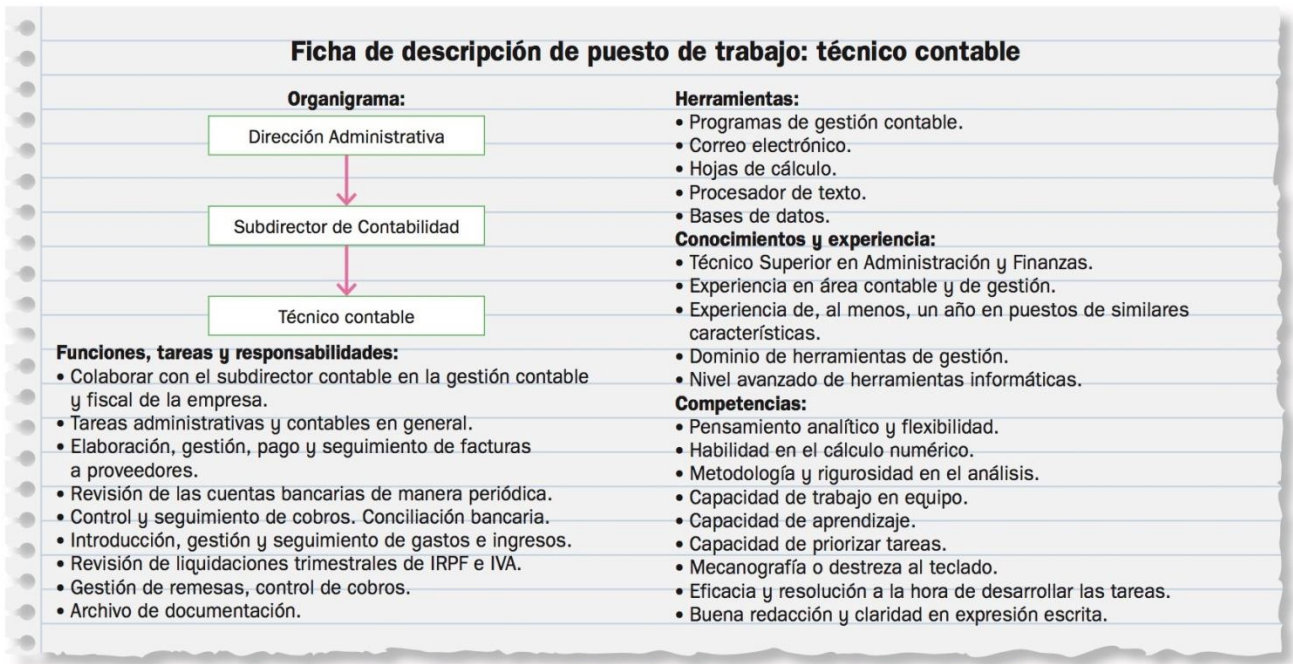 Ficha de descripción de puesto de trabajo: técnico contable
Organigrama:
Dirección Administrativa
Subdirector de Contabilidad
Técnico contable
Funciones, tareas y responsabilidades:
• Colaborar con el subdirector contable en la gestión contable
y fiscal de la empresa.
• Tareas administrativas y contables en general.
• Elaboración, gestión, pago y seguimiento de facturas
a proveedores.
• Revisión de las cuentas bancarias de manera periódica.
• Control y seguimiento de cobros. Conciliación bancaria.
• Introducción, gestión y seguimiento de gastos e ingresos.
• Revisión de liquidaciones trimestrales de IRPF e IVA.
• Gestión de remesas, control de cobros.
• Archivo de documentación.
Herramientas:
• Programas de gestión contable.
• Correo electrónico.
• Hojas de cálculo.
• Procesador de texto.
• Bases de datos.
Conocimientos y experiencia:
• Técnico Superior en Administración y Finanzas.
• Experiencia en área contable y de gestión.
• Experiencia de, al menos, un año en puestos de similares
características.
• Dominio de herramientas de gestión.
• Nivel avanzado de herramientas informáticas.
Competencias:
• Pensamiento analítico y flexibilidad.
• Habilidad en el cálculo numérico.
• Metodología y rigurosidad en el análisis.
• Capacidad de trabajo en equipo.
• Capacidad de aprendizaje.
• Capacidad de priorizar tareas.
• Mecanografía o destreza al teclado.
• Eficacia y resolución a la hora de desarrollar las tareas.
• Buena redacción y claridad en expresión escrita.